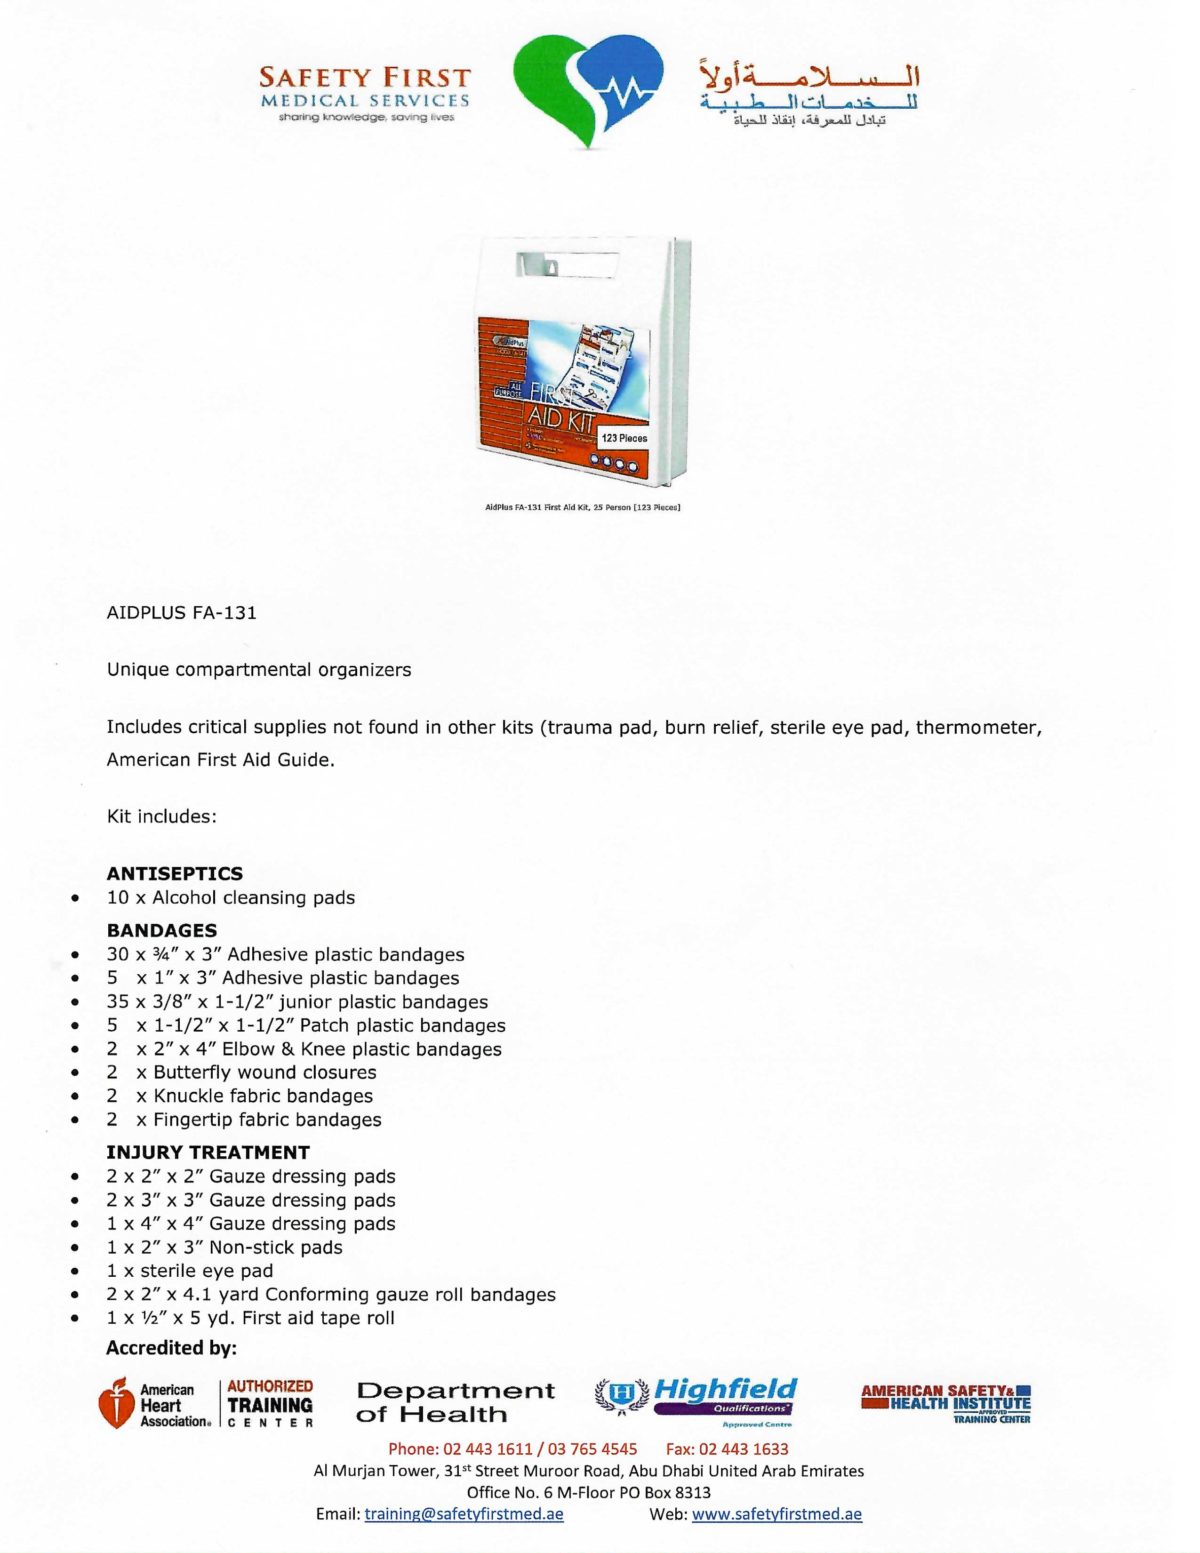 SAFETY FIRST
MEDICAL SERVICES
sharing knowledge, saving lives
السلامة أولاً
للخدمات الطبية
تبادل للمعرفة، إنقاذ للحياة
AidPlus
ALL PURPOSE
FIRST
AID KIT
123 Pieces
AidPlus FA-131 First Aid Kit, 25 Person [123 Pieces]
AIDPLUS FA-131
Unique compartmental organizers
Includes critical supplies not found in other kits (trauma pad, burn relief, sterile eye pad, thermometer,
American First Aid Guide.
Kit includes:
ANTISEPTICS
• 10 x Alcohol cleansing pads
BANDAGES
• 30 x ¾” x 3” Adhesive plastic bandages
• 5 x 1” x 3” Adhesive plastic bandages
• 35 x 3/8” x 1-1/2” junior plastic bandages
• 5 x 1-1/2” x 1-1/2” Patch plastic bandages
• 2 x 2” x 4” Elbow & Knee plastic bandages
• 2 x Butterfly wound closures
• 2 x Knuckle fabric bandages
• 2 x Fingertip fabric bandages
INJURY TREATMENT
• 2 x 2” x 2” Gauze dressing pads
• 2 x 3” x 3” Gauze dressing pads
• 1 x 4” x 4” Gauze dressing pads
• 1 x 2” x 3” Non-stick pads
• 1 x sterile eye pad
• 2 x 2” x 4.1 yard Conforming gauze roll bandages
• 1 x ½” x 5 yd. First aid tape roll
Accredited by:
American
Heart
Association®
AUTHORIZED
TRAINING
CENTER
Department
of Health
H
Highfield
Qualifications
Approved Centre
AMERICAN SAFETY &
HEALTH INSTITUTE
APPROVED
TRAINING CENTER
Phone: 02 443 1611 / 03 765 4545 Fax: 02 443 1633
Al Murjan Tower, 31st Street Muroor Road, Abu Dhabi United Arab Emirates
Office No. 6 M-Floor PO Box 8313
Email: training@safetyfirstmed.ae Web: www.safetyfirstmed.ae